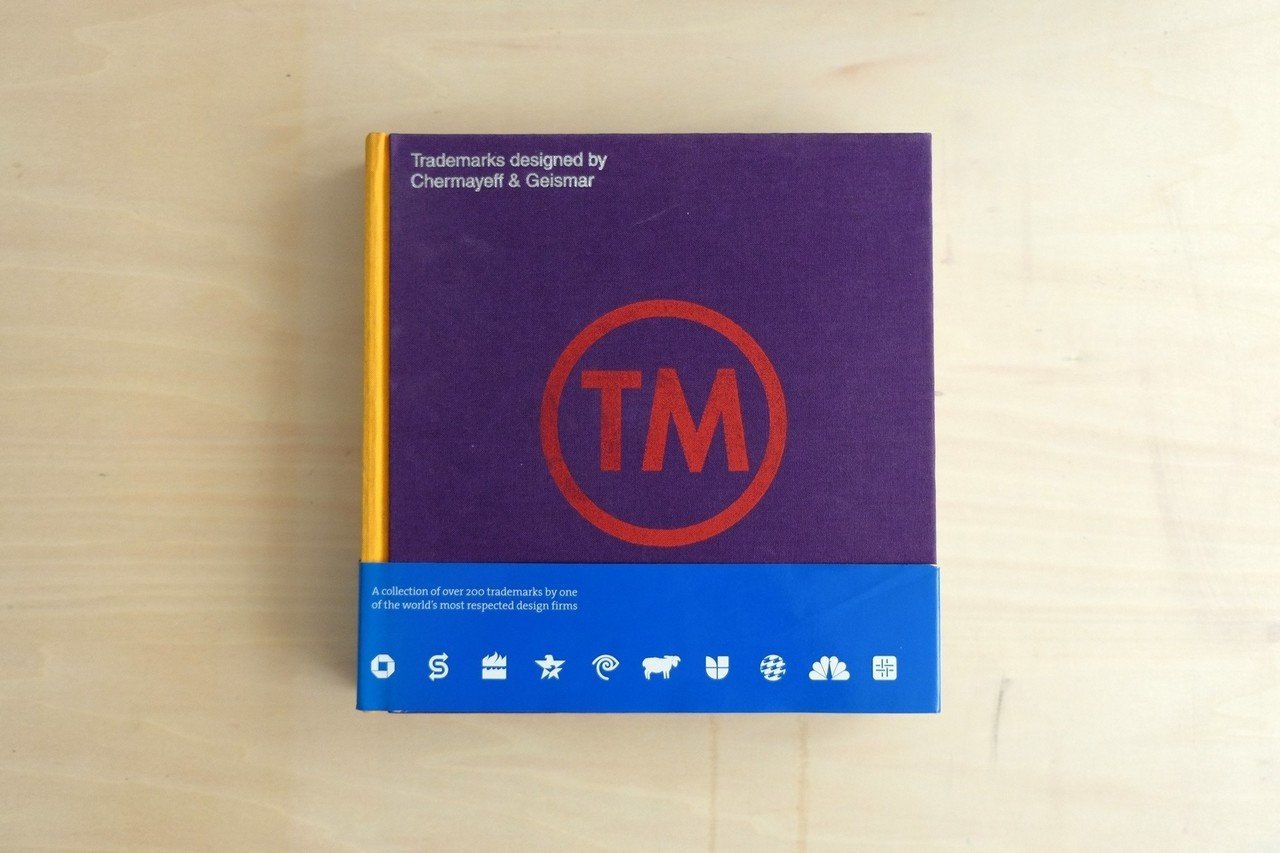 Trademarks designed by
Chermayeff & Geismar
TM
A collection of over 200 trademarks by one
of the world's most respected design firms